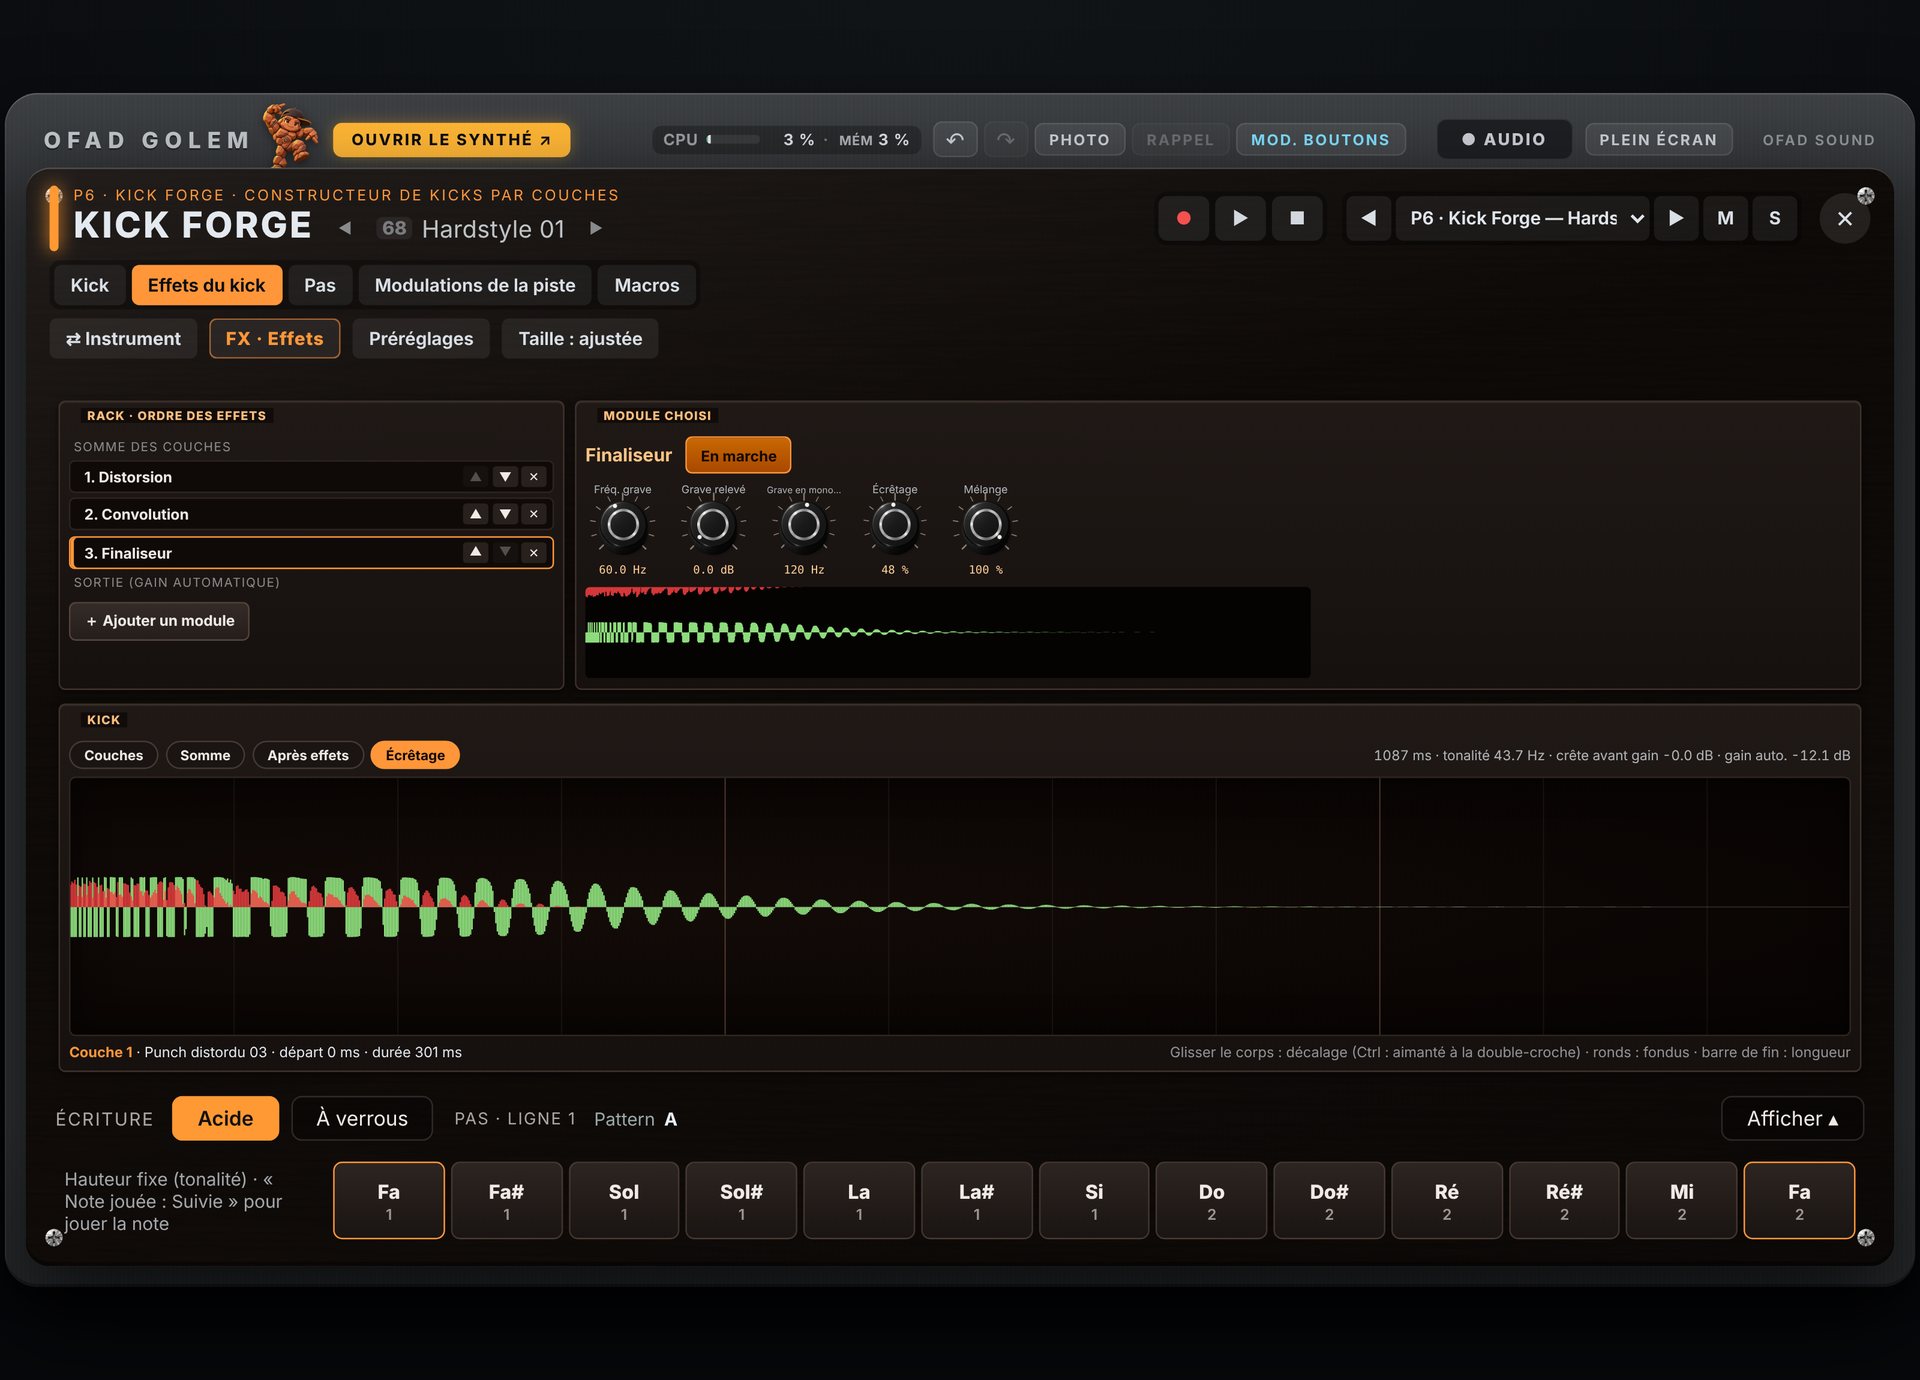 OFAD GOLEM
OUVRIR LE SYNTHÉ ↗
CPU 3 % · MÉM 3 %
PHOTO
RAPPEL
MOD. BOUTONS
AUDIO
PLEIN ÉCRAN
OFAD SOUND
P6 · KICK FORGE · CONSTRUCTEUR DE KICKS PAR COUCHES
KICK FORGE
68 Hardstyle 01
P6 · Kick Forge — Hards
M
S
Kick
Effets du kick
Pas
Modulations de la piste
Macros
⇄ Instrument
FX · Effets
Préréglages
Taille : ajustée
RACK · ORDRE DES EFFETS
SOMME DES COUCHES
1. Distorsion
2. Convolution
3. Finaliseur
SORTIE (GAIN AUTOMATIQUE)
+ Ajouter un module
MODULE CHOISI
Finaliseur
En marche
Fréq. grave
Grave relevé
Grave en mono...
Écrêtage
Mélange
60.0 Hz
0.0 dB
120 Hz
48 %
100 %
KICK
Couches
Somme
Après effets
Écrêtage
1087 ms · tonalité 43.7 Hz · crête avant gain -0.0 dB · gain auto. -12.1 dB
Couche 1 · Punch distordu 03 · départ 0 ms · durée 301 ms
Glisser le corps : décalage (Ctrl : aimanté à la double-croche) · ronds : fondus · barre de fin : longueur
ÉCRITURE
Acide
À verrous
PAS · LIGNE 1
Pattern A
Afficher ▴
Hauteur fixe (tonalité) · «
Note jouée : Suivie » pour
jouer la note
Fa
1
Fa#
1
Sol
1
Sol#
1
La
1
La#
1
Si
1
Do
2
Do#
2
Ré
2
Ré#
2
Mi
2
Fa
2